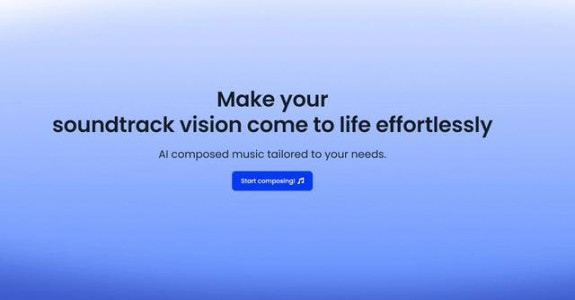 Make your
soundtrack vision come to life effortlessly
AI composed music tailored to your needs.
Start composing!